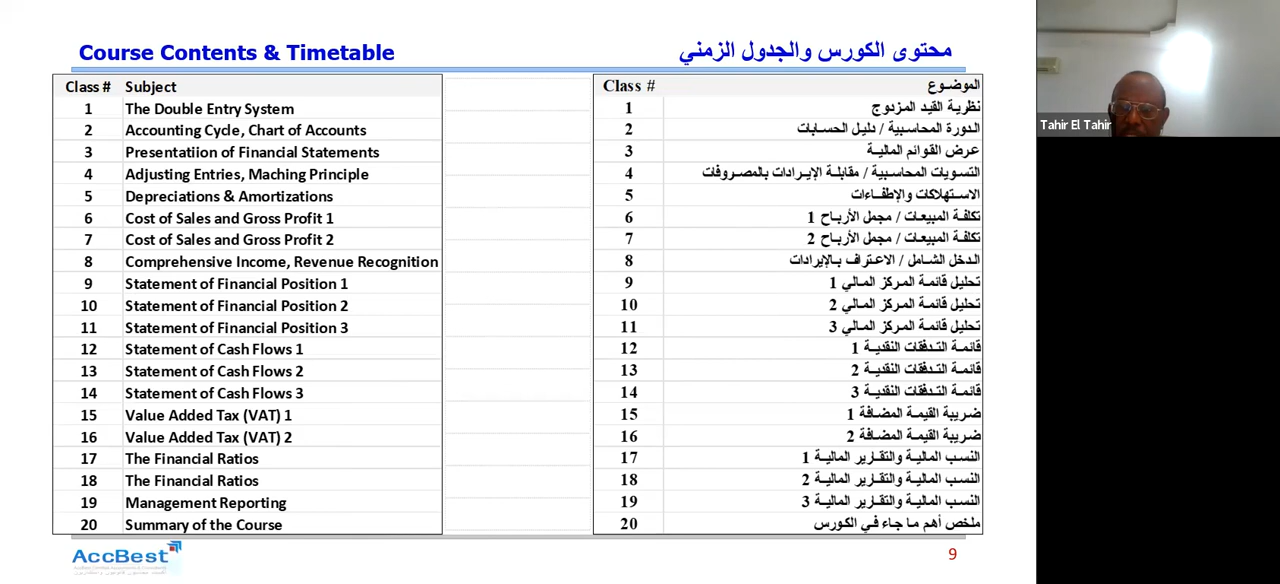 Course Contents & Timetable
محتوى الكورس والجدول الزمني
Class # Subject
1 The Double Entry System
2 Accounting Cycle, Chart of Accounts
3 Presentatiion of Financial Statements
4 Adjusting Entries, Maching Principle
5 Depreciations & Amortizations
6 Cost of Sales and Gross Profit 1
7 Cost of Sales and Gross Profit 2
8 Comprehensive Income, Revenue Recognition
9 Statement of Financial Position 1
10 Statement of Financial Position 2
11 Statement of Financial Position 3
12 Statement of Cash Flows 1
13 Statement of Cash Flows 2
14 Statement of Cash Flows 3
15 Value Added Tax (VAT) 1
16 Value Added Tax (VAT) 2
17 The Financial Ratios
18 The Financial Ratios
19 Management Reporting
20 Summary of the Course
Class # الموضوع
1 نظرية القيد المزدوج
2 الدورة المحاسبية / دليل الحسابات
3 عرض القوائم المالية
4 التسويات المحاسبية / مقابلة الإيرادات بالمصروفات
5 الاستهلاكات والإطفاءات
6 تكلفة المبيعات / مجمل الأرباح 1
7 تكلفة المبيعات / مجمل الأرباح 2
8 الدخل الشامل / الاعتراف بالإيرادات
9 تحليل قائمة المركز المالي 1
10 تحليل قائمة المركز المالي 2
11 تحليل قائمة المركز المالي 3
12 قائمة التدفقات النقدية 1
13 قائمة التدفقات النقدية 2
14 قائمة التدفقات النقدية 3
15 ضريبة القيمة المضافة 1
16 ضريبة القيمة المضافة 2
17 النسب المالية والتقارير المالية 1
18 النسب المالية والتقارير المالية 2
19 النسب المالية والتقارير المالية 3
20 ملخص أهم ما جاء في الكورس
AccBest
9
Tahir El Tahir